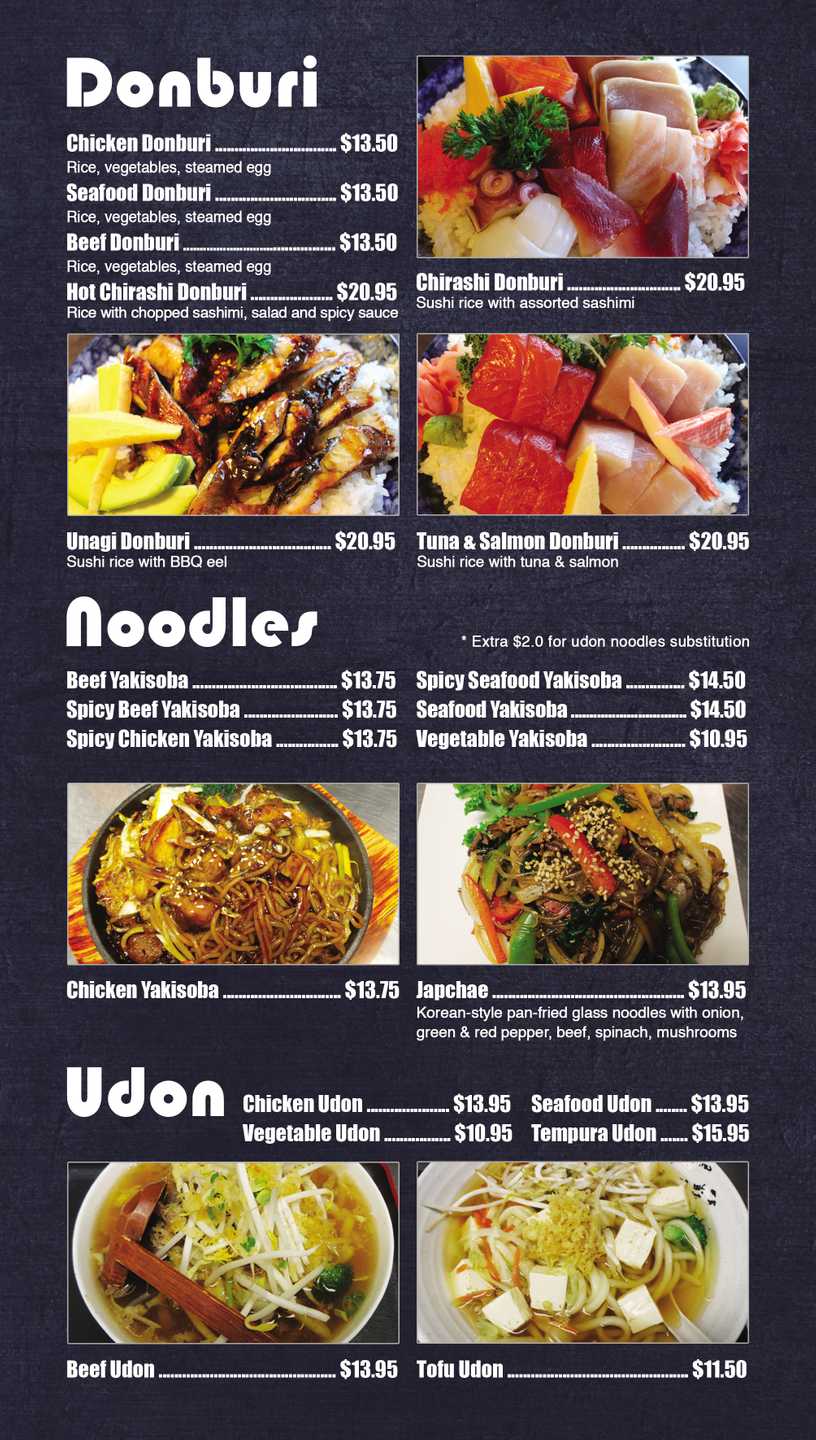 Donburi
Chicken Donburi ............................... $13.50
Rice, vegetables, steamed egg
Seafood Donburi ............................... $13.50
Rice, vegetables, steamed egg
Beef Donburi ....................................... $13.50
Rice, vegetables, steamed egg
Hot Chirashi Donburi ..................... $20.95
Rice with chopped sashimi, salad and spicy sauce
Chirashi Donburi ............................. $20.95
Sushi rice with assorted sashimi
Unagi Donburi ................................... $20.95
Sushi rice with BBQ eel
Tuna & Salmon Donburi ................ $20.95
Sushi rice with tuna & salmon
Noodles
* Extra $2.0 for udon noodles substitution
Beef Yakisoba ..................................... $13.75
Spicy Beef Yakisoba ........................ $13.75
Spicy Chicken Yakisoba ................ $13.75
Spicy Seafood Yakisoba ............... $14.50
Seafood Yakisoba .............................. $14.50
Vegetable Yakisoba ........................ $10.95
Chicken Yakisoba .............................. $13.75
Japchae ................................................. $13.95
Korean-style pan-fried glass noodles with onion,
green & red pepper, beef, spinach, mushrooms
Udon
Chicken Udon ..................... $13.95
Vegetable Udon ................. $10.95
Seafood Udon ........ $13.95
Tempura Udon ....... $15.95
Beef Udon ............................................. $13.95
Tofu Udon .............................................. $11.50